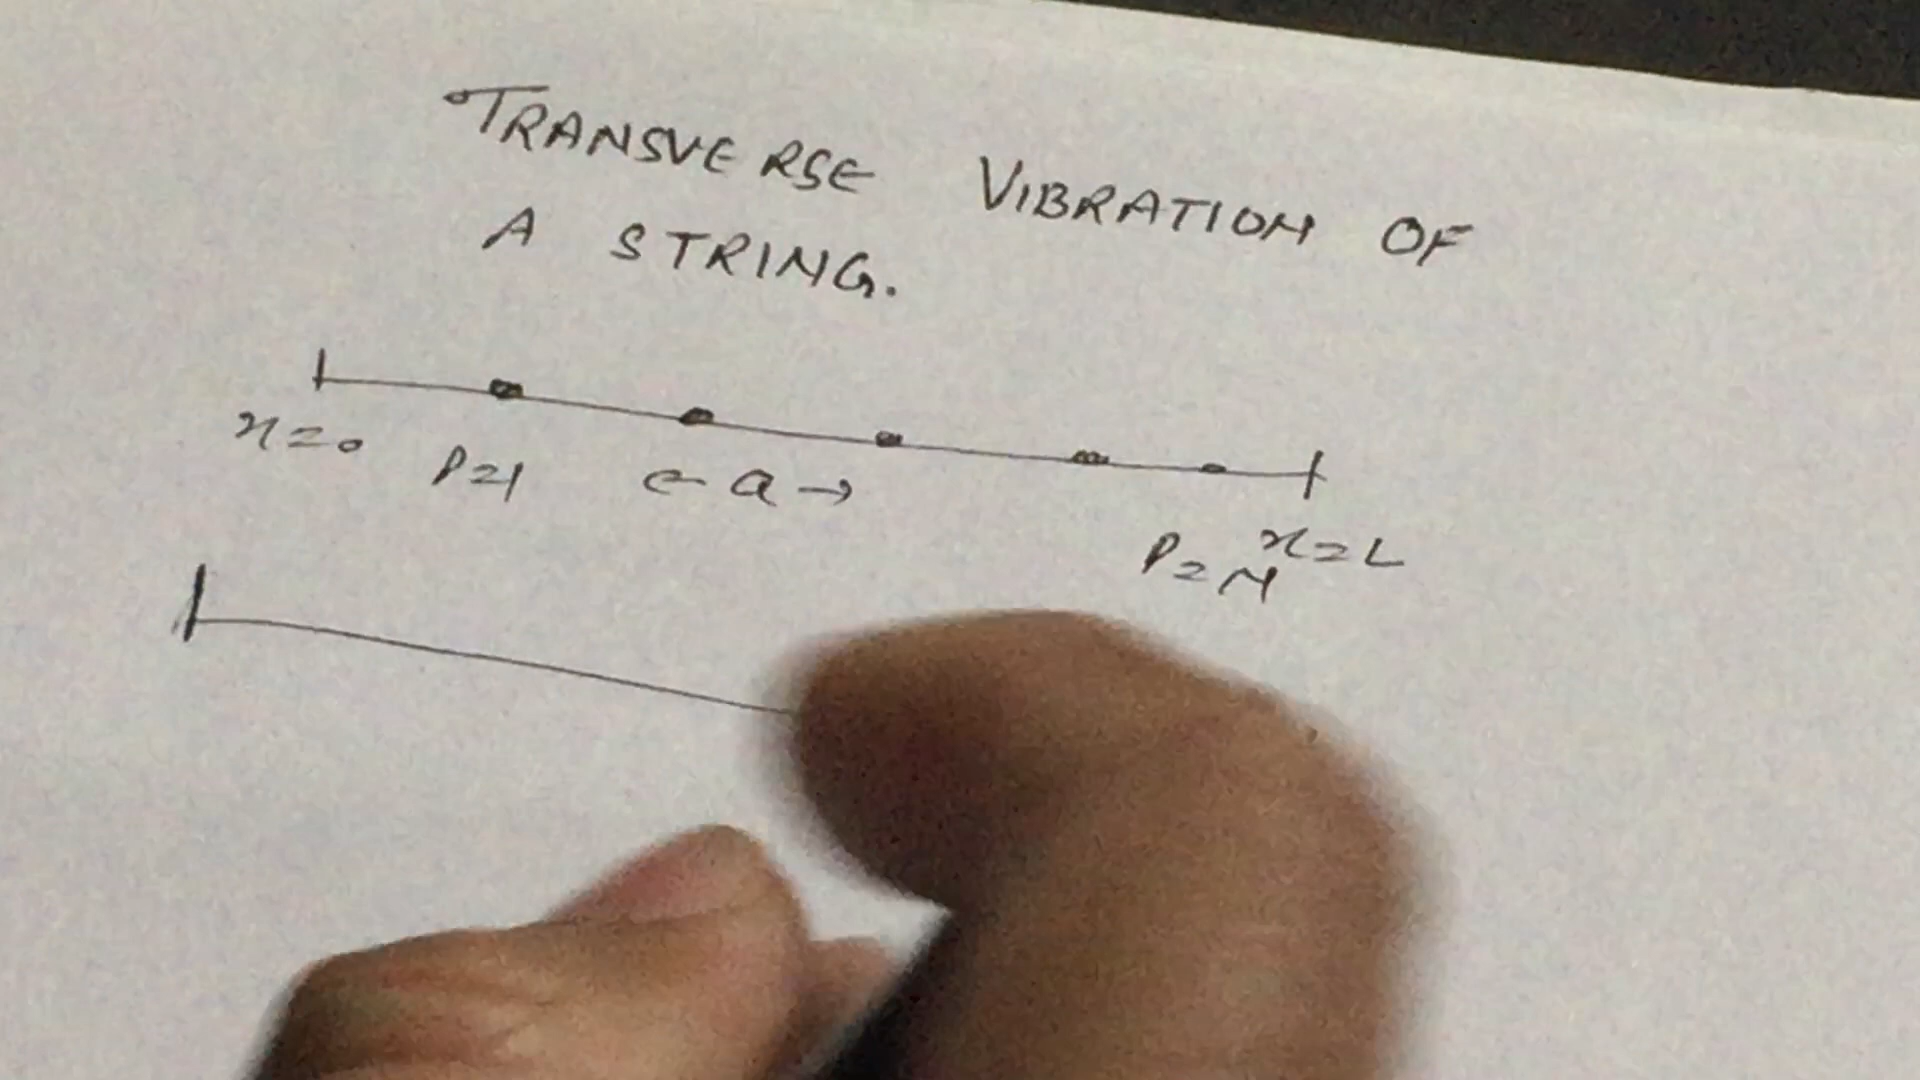 TRANSVERSE VIBRATION OF
A STRING.
x=0 P=1 ← a →
P=N x=L